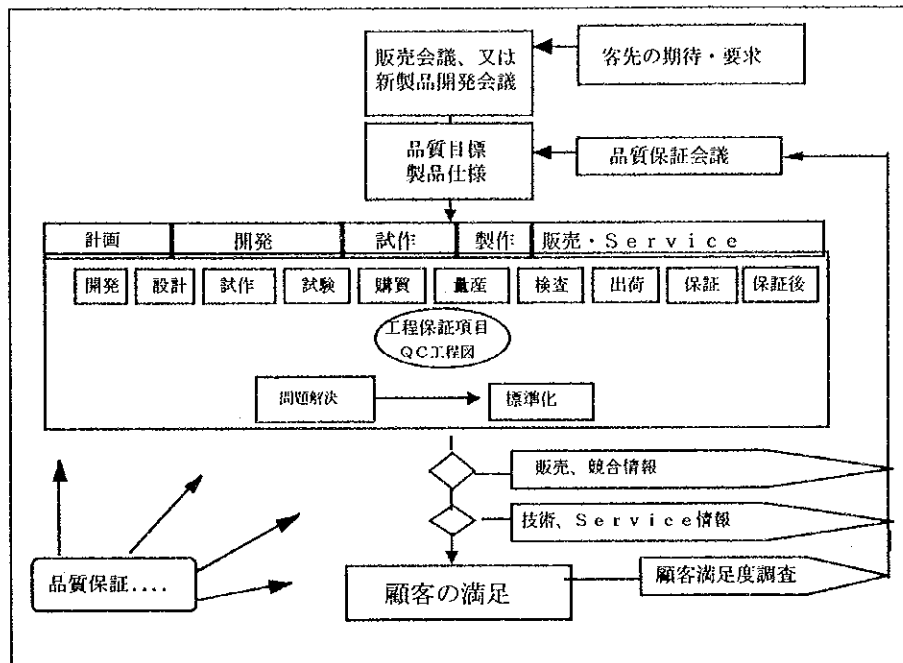 販売会議、又は
新製品開発会議
客先の期待・要求
品質目標
製品仕様
品質保証会議
計画
開発
試作
製作
販売・Service
開発
設計
試作
試験
購買
量産
検査
出荷
保証
保証後
工程保証項目
QC工程図
問題解決
標準化
販売、競合情報
技術、Service情報
品質保証....
顧客の満足
顧客満足度調査